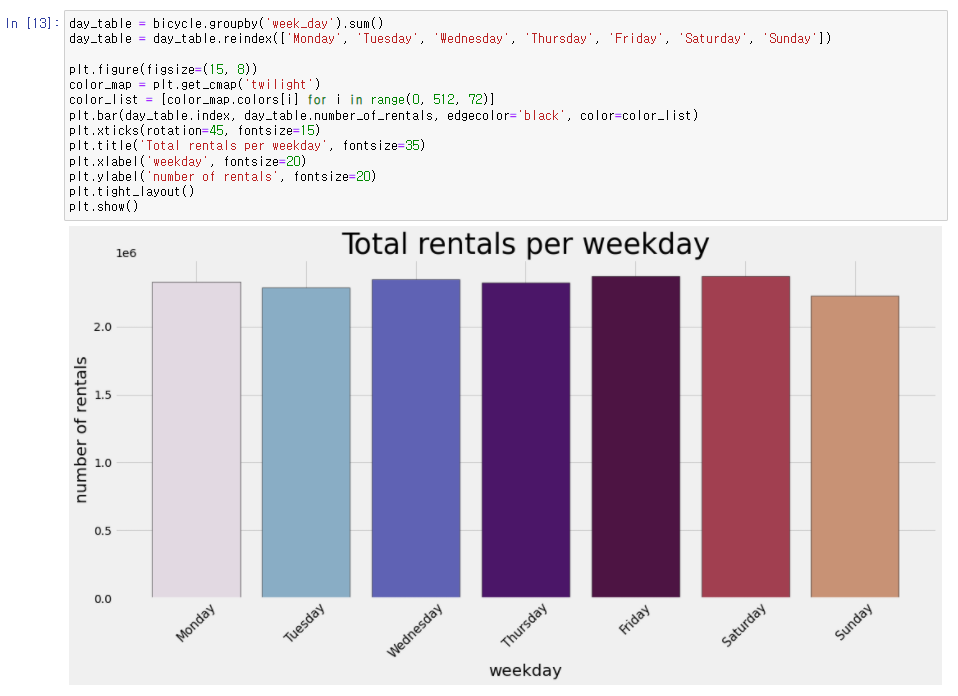 In [13]: day_table = bicycle.groupby('week_day').sum()
day_table = day_table.reindex(['Monday', 'Tuesday', 'Wednesday', 'Thursday', 'Friday', 'Saturday', 'Sunday'])
plt.figure(figsize=(15, 8))
color_map = plt.get_cmap('twilight')
color_list = [color_map.colors[i] for i in range(0, 512, 72)]
plt.bar(day_table.index, day_table.number_of_rentals, edgecolor='black', color=color_list)
plt.xticks(rotation=45, fontsize=15)
plt.title('Total rentals per weekday', fontsize=35)
plt.xlabel('weekday', fontsize=20)
plt.ylabel('number of rentals', fontsize=20)
plt.tight_layout()
plt.show()
Total rentals per weekday
1e6
2.0
1.5
1.0
0.5
0.0
number of rentals
Monday Tuesday Wednesday Thursday Friday Saturday Sunday
weekday